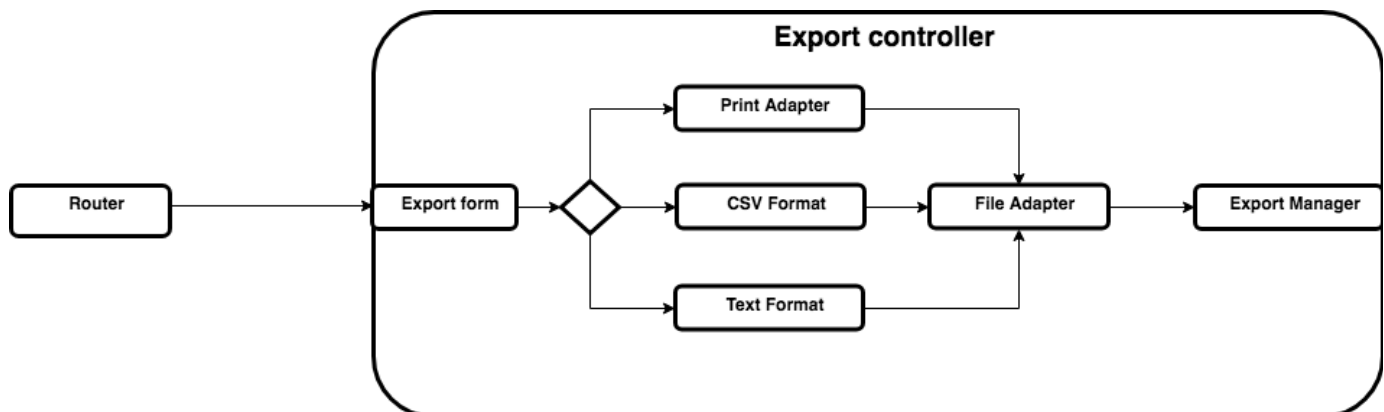 Export controller
Print Adapter
Router
Export form
CSV Format
File Adapter
Export Manager
Text Format